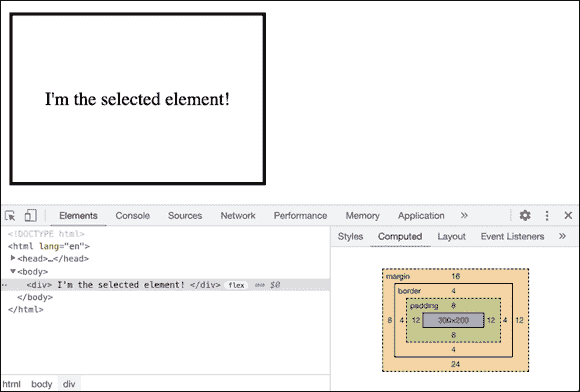 I'm the selected element!
Elements Console Sources Network Performance Memory Application »
<!DOCTYPE html>
<html lang="en">
<head>…</head>
<body>
<div> I'm the selected element! </div> flex == $0
</body>
</html>
html body div
Styles Computed Layout Event Listeners »
margin 16
border 4
padding 8
8 4 12 300x200 12 4 12
8
4
24